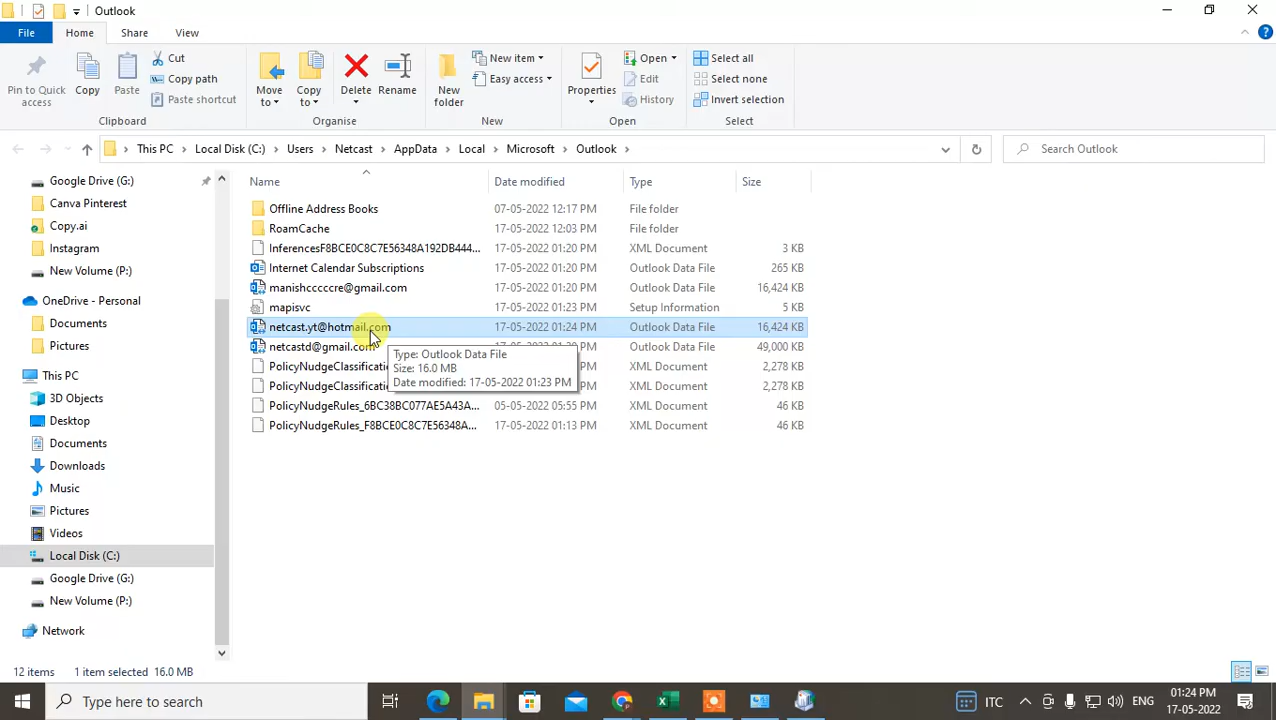 Outlook
File Home Share View
Pin to Quick access
Copy
Paste
Cut
Copy path
Paste shortcut
Clipboard
Move to
Copy to
Delete
Rename
Organise
New folder
New item
Easy access
New
Properties
Open
Edit
History
Open
Select all
Select none
Invert selection
Select
This PC Local Disk (C:) Users Netcast AppData Local Microsoft Outlook
Search Outlook
Google Drive (G:)
Canva Pinterest
Copy.ai
Instagram
New Volume (P:)
OneDrive - Personal
Documents
Pictures
This PC
3D Objects
Desktop
Documents
Downloads
Music
Pictures
Videos
Local Disk (C:)
Google Drive (G:)
New Volume (P:)
Network
Name Date modified Type Size
Offline Address Books 07-05-2022 12:17 PM File folder
RoamCache 17-05-2022 12:03 PM File folder
InferencesF8BCE0C8C7E56348A192DB444... 17-05-2022 01:20 PM XML Document 3 KB
Internet Calendar Subscriptions 17-05-2022 01:20 PM Outlook Data File 265 KB
manishcccccre@gmail.com 17-05-2022 01:20 PM Outlook Data File 16,424 KB
mapisvc 17-05-2022 01:23 PM Setup Information 5 KB
netcast.yt@hotmail.com 17-05-2022 01:24 PM Outlook Data File 16,424 KB
netcastd@gmail.com Outlook Data File 49,000 KB
PolicyNudgeClassificati XML Document 2,278 KB
PolicyNudgeClassificati XML Document 2,278 KB
PolicyNudgeRules_6BC38BC077AE5A43A... 05-05-2022 05:55 PM XML Document 46 KB
PolicyNudgeRules_F8BCE0C8C7E56348A... 17-05-2022 01:13 PM XML Document 46 KB
Type: Outlook Data File
Size: 16.0 MB
Date modified: 17-05-2022 01:23 PM
12 items 1 item selected 16.0 MB
Type here to search
ITC
ENG
01:24 PM
17-05-2022